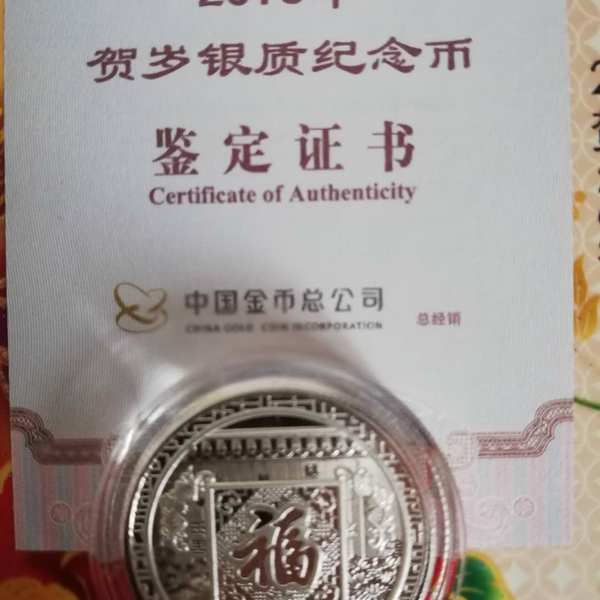 贺岁银质纪念币
鉴定证书
Certificate of Authenticity
中国金币总公司
CHINA GOLD COIN INCORPORATION
总经销
福